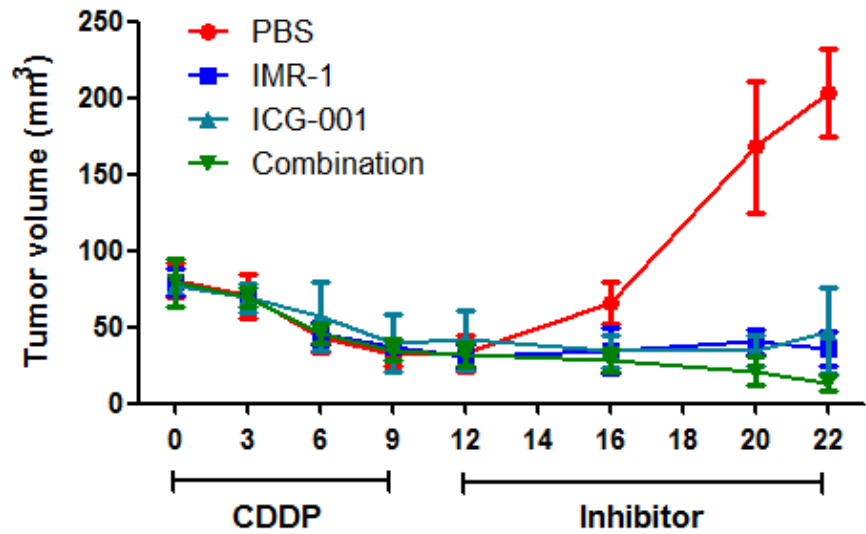 250
200
150
100
50
0
Tumor volume (mm³)
PBS
IMR-1
ICG-001
Combination
0 3 6 9 12 14 16 18 20 22
CDDP Inhibitor